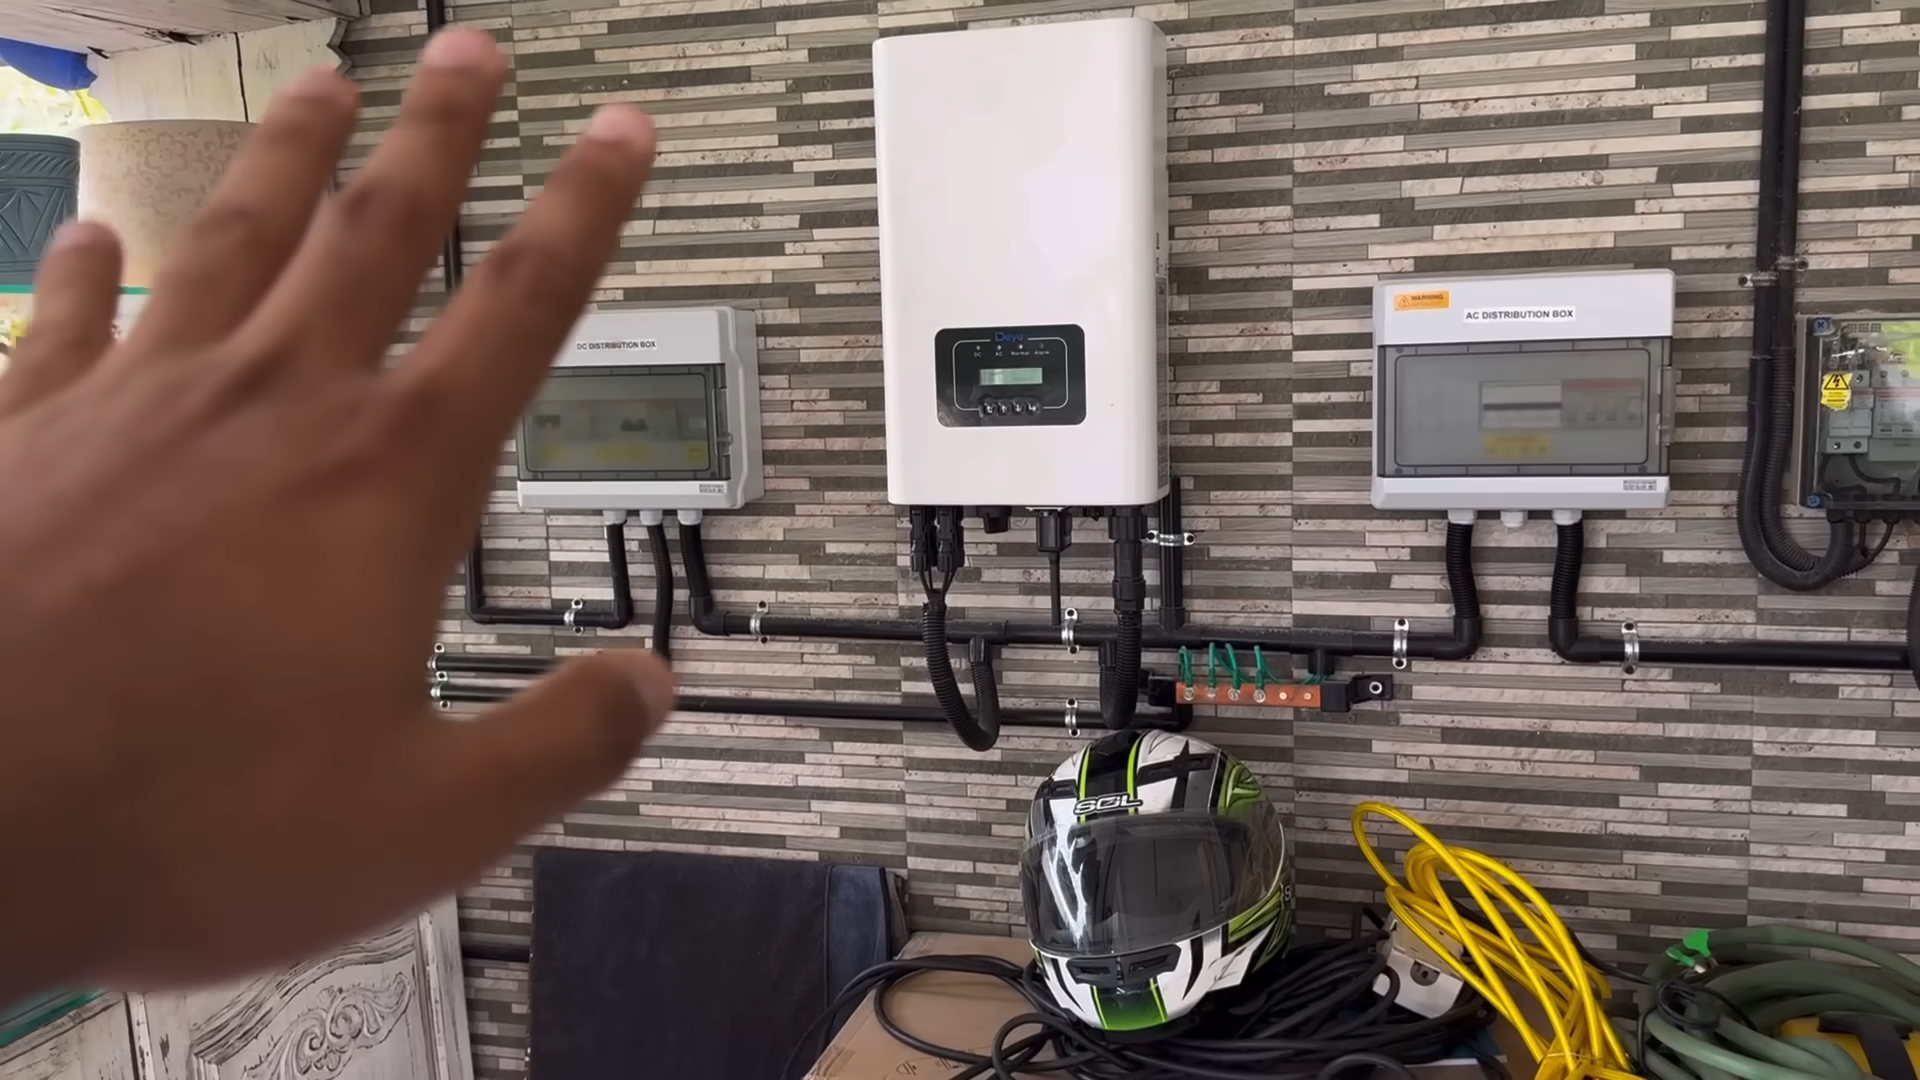 DC DISTRIBUTION BOX
Deye
DC AC Normal Alarm
WARNING
AC DISTRIBUTION BOX
SOL